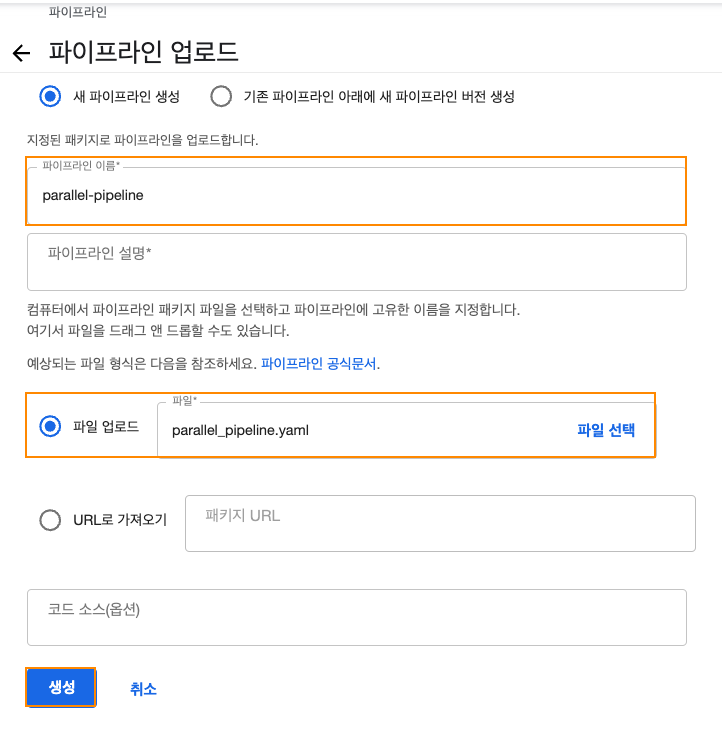 파이프라인
파이프라인 업로드
새 파이프라인 생성
기존 파이프라인 아래에 새 파이프라인 버전 생성
지정된 패키지로 파이프라인을 업로드합니다.
파이프라인 이름*
parallel-pipeline
파이프라인 설명*
컴퓨터에서 파이프라인 패키지 파일을 선택하고 파이프라인에 고유한 이름을 지정합니다.
여기서 파일을 드래그 앤 드롭할 수도 있습니다.
예상되는 파일 형식은 다음을 참조하세요. 파이프라인 공식문서.
파일*
파일 업로드
parallel_pipeline.yaml
파일 선택
URL로 가져오기
패키지 URL
코드 소스(옵션)
생성
취소